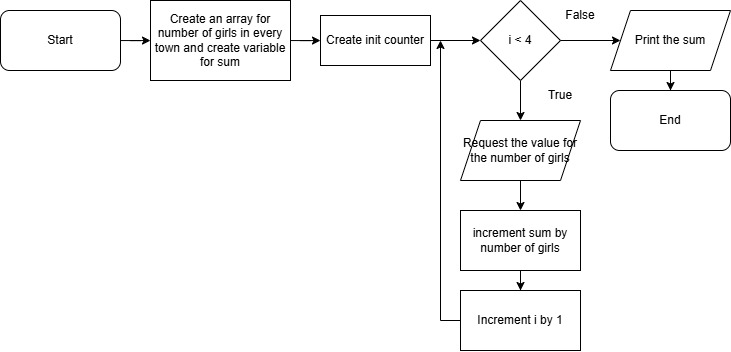 Start
Create an array for
number of girls in every
town and create variable
for sum
Create init counter
i < 4
False
Print the sum
True
End
Request the value for
the number of girls
increment sum by
number of girls
Increment i by 1